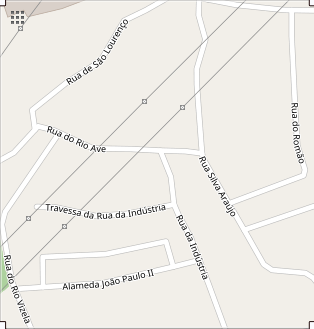 Rua de São Lourenço
Rua do Romão
Rua do Rio Ave
Rua Silva Araújo
Travessa da Rua da Indústria
Rua da Indústria
Rua do Rio Vizela
Alameda João Paulo II